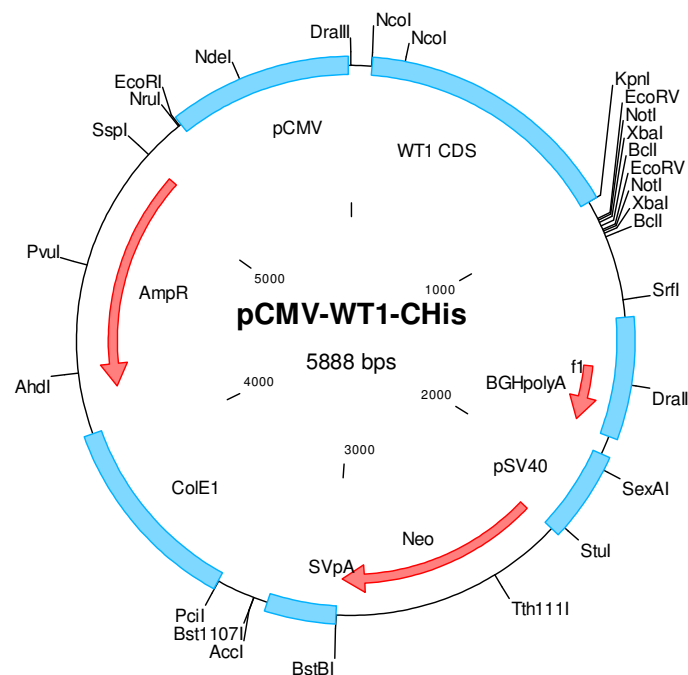 NcoI
DraIII
NcoI
NdeI
KpnI
EcoRI
EcoRV
NruI
NotI
pCMV
XbaI
SspI
BclI
WT1 CDS
EcoRV
NotI
XbaI
BclI
PvuI
5000
1000
SrfI
AmpR
pCMV-WT1-CHis
5888 bps
f1
AhdI
BGHpolyA
4000
2000
DraII
3000
pSV40
ColE1
SexAI
Neo
StuI
SVpA
Tth111I
PciI
Bst1107I
AccI
BstBI